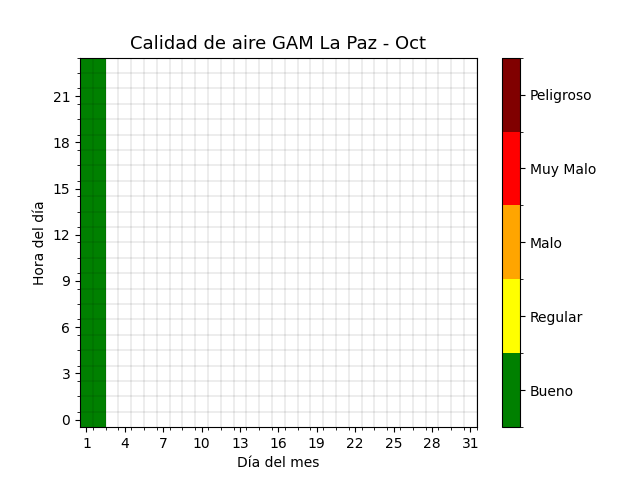 Calidad de aire GAM La Paz - Oct
Hora del día
21
18
15
12
9
6
3
0
1 4 7 10 13 16 19 22 25 28 31
Día del mes
Peligroso
Muy Malo
Malo
Regular
Bueno